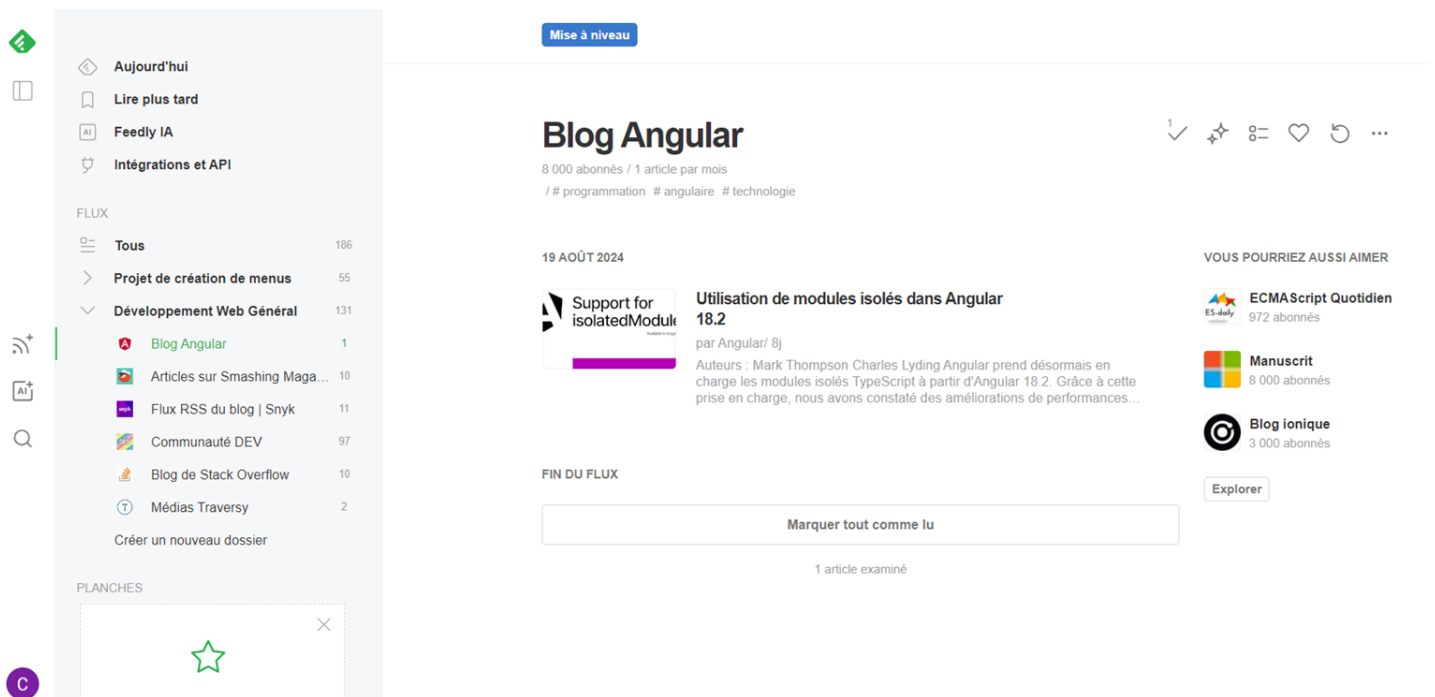 Mise à niveau
Aujourd'hui
Lire plus tard
AI
Feedly IA
Intégrations et API
FLUX
Tous 186
Projet de création de menus 55
Développement Web Général 131
Blog Angular 1
Articles sur Smashing Maga... 10
snyk Flux RSS du blog | Snyk 11
Communauté DEV 97
Blog de Stack Overflow 10
T Médias Traversy 2
Créer un nouveau dossier
PLANCHES
AI
C
Blog Angular
1
8 000 abonnés / 1 article par mois
/ # programmation # angulaire # technologie
19 AOÛT 2024
Support for
isolatedModule
Utilisation de modules isolés dans Angular
18.2
par Angular/ 8j
Auteurs : Mark Thompson Charles Lyding Angular prend désormais en
charge les modules isolés TypeScript à partir d'Angular 18.2. Grâce à cette
prise en charge, nous avons constaté des améliorations de performances...
FIN DU FLUX
Marquer tout comme lu
1 article examiné
VOUS POURRIEZ AUSSI AIMER
ES-daily
ECMAScript Quotidien
972 abonnés
Manuscrit
8 000 abonnés
Blog ionique
3 000 abonnés
Explorer